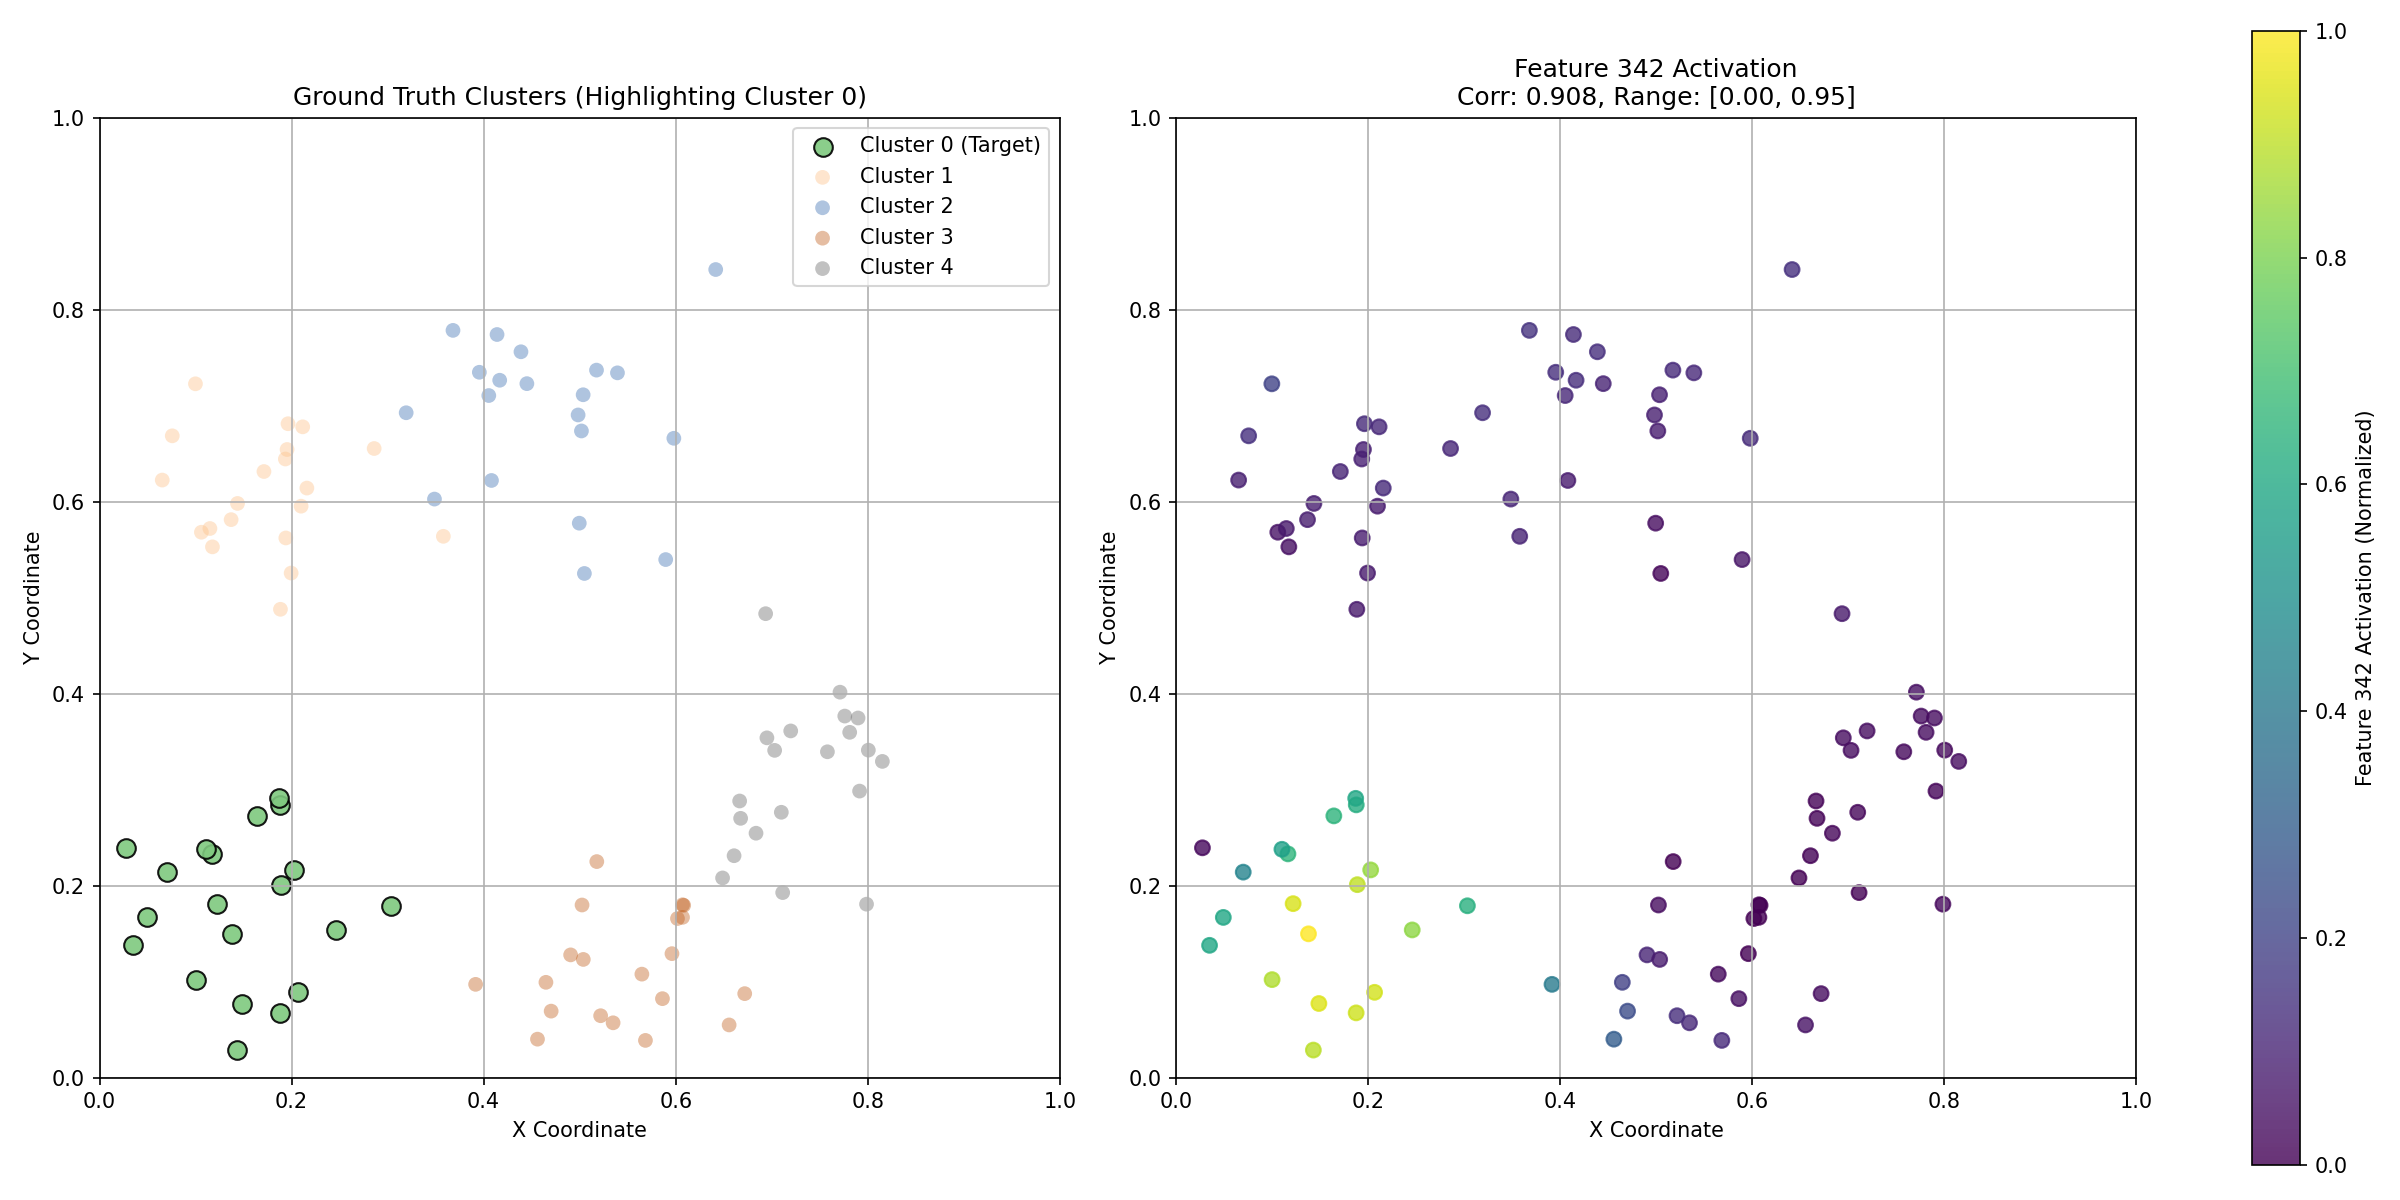 Ground Truth Clusters (Highlighting Cluster 0)
Cluster 0 (Target)
Cluster 1
Cluster 2
Cluster 3
Cluster 4
1.0
0.8
0.6
0.4
0.2
0.0
Y Coordinate
0.0 0.2 0.4 0.6 0.8 1.0
X Coordinate
Feature 342 Activation
Corr: 0.908, Range: [0.00, 0.95]
1.0
0.8
0.6
0.4
0.2
0.0
Y Coordinate
0.0 0.2 0.4 0.6 0.8 1.0
X Coordinate
1.0
0.8
0.6
0.4
0.2
0.0
Feature 342 Activation (Normalized)